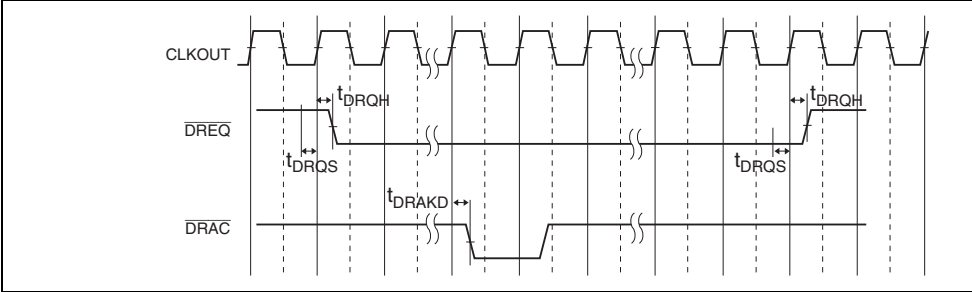 CLKOUT
tDRQH tDRQH
DREQ
tDRQS tDRQS
tDRAKD
DRAC